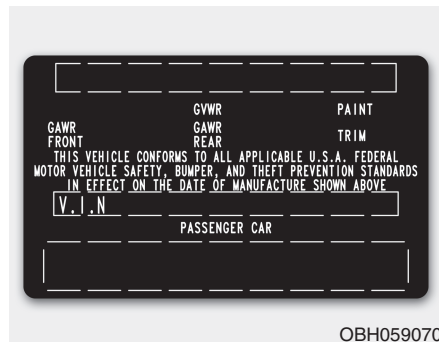 GVWR PAINT
GAWR GAWR
FRONT REAR TRIM
THIS VEHICLE CONFORMS TO ALL APPLICABLE U.S.A. FEDERAL
MOTOR VEHICLE SAFETY, BUMPER, AND THEFT PREVENTION STANDARDS
IN EFFECT ON THE DATE OF MANUFACTURE SHOWN ABOVE
V.I.N
PASSENGER CAR
OBH059070